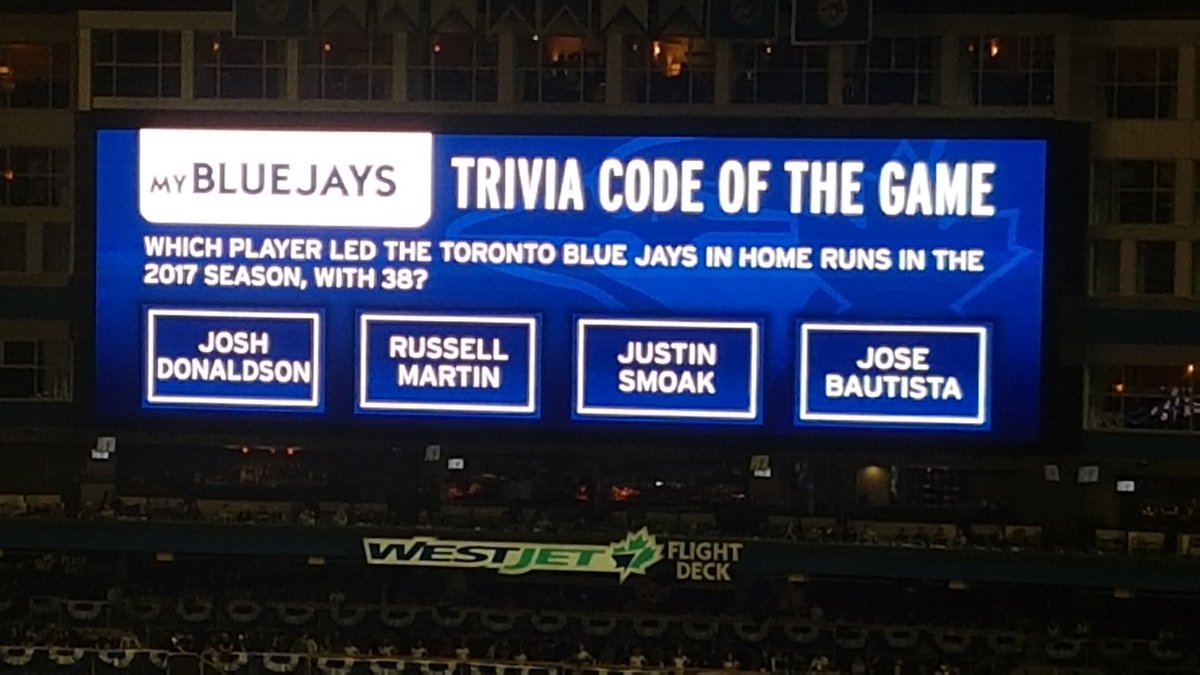 MY BLUEJAYS
TRIVIA CODE OF THE GAME
WHICH PLAYER LED THE TORONTO BLUE JAYS IN HOME RUNS IN THE
2017 SEASON, WITH 38?
JOSH
DONALDSON
RUSSELL
MARTIN
JUSTIN
SMOAK
JOSE
BAUTISTA
WESTJET
FLIGHT
DECK